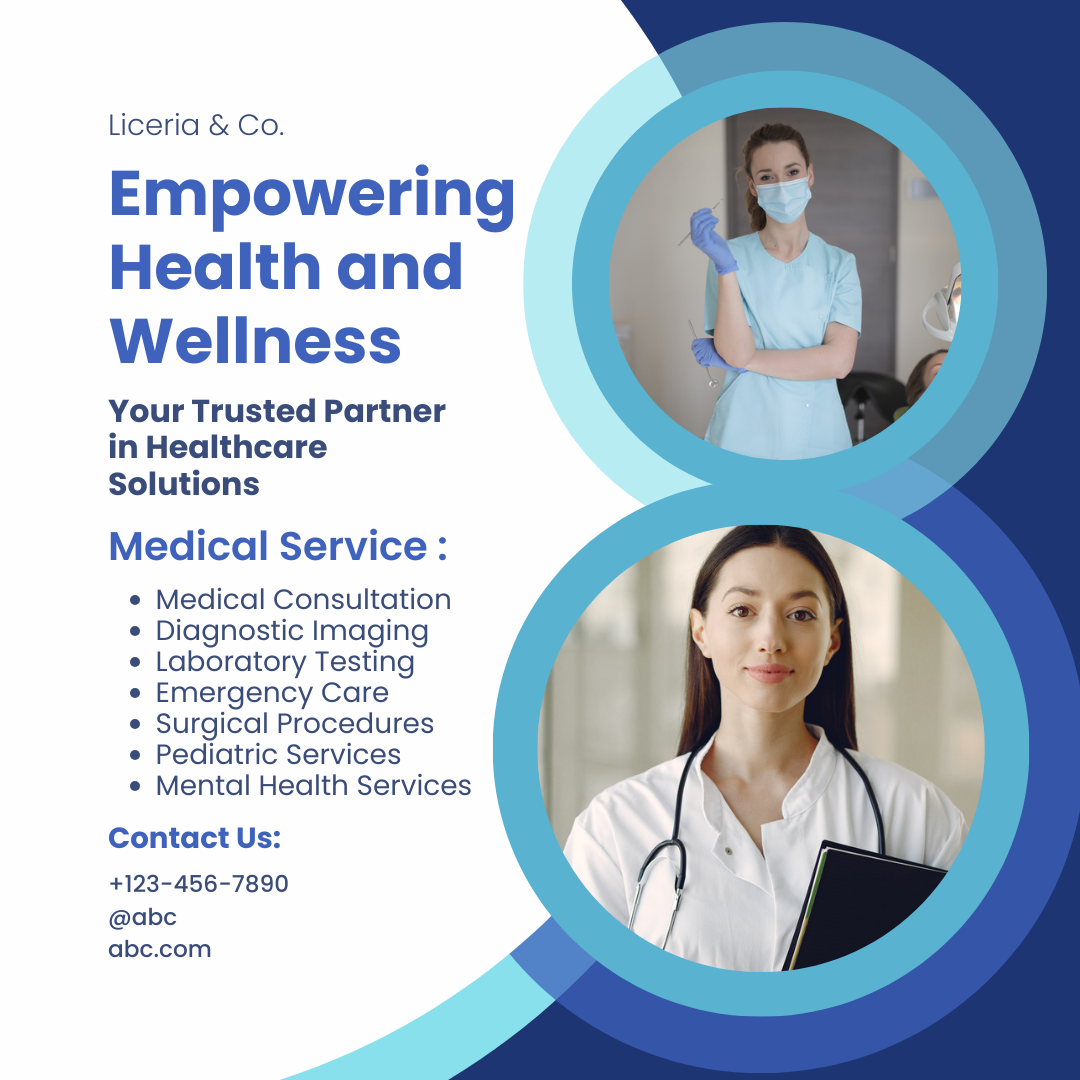 Liceria & Co.
Empowering
Health and
Wellness
Your Trusted Partner
in Healthcare
Solutions
Medical Service :
• Medical Consultation
• Diagnostic Imaging
• Laboratory Testing
• Emergency Care
• Surgical Procedures
• Pediatric Services
• Mental Health Services
Contact Us:
+123-456-7890
@abc
abc.com